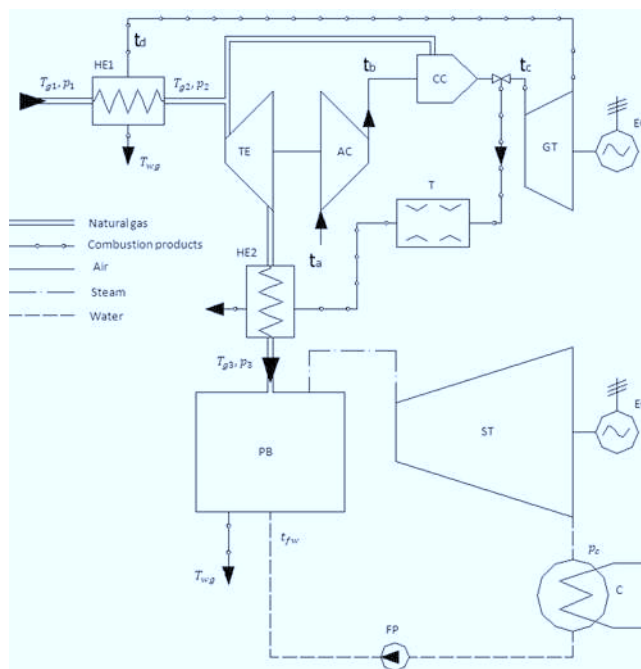 t_d
HE1
T_g1, p_1
T_g2, p_2
T_wg
t_b
CC
t_c
TE
AC
GT
T
t_a
Natural gas
Combustion products
Air
Steam
Water
HE2
T_g3, p_3
PB
ST
t_fw
T_wg
p_c
C
FP